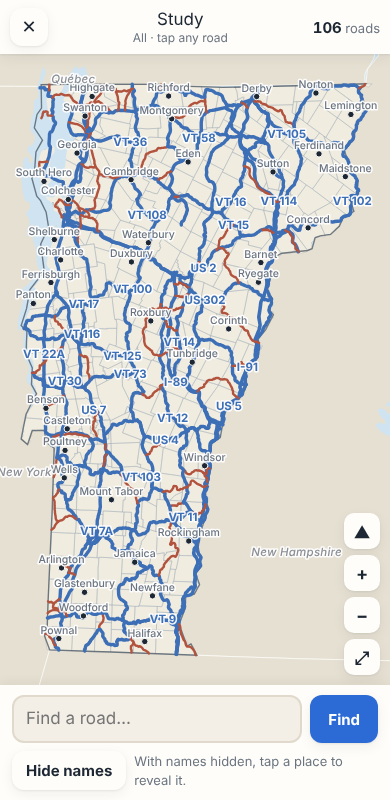 ✕
Study
All · tap any road
106 roads
Québec
Highgate
Richford
Derby
Norton
Swanton
Montgomery
Lemington
VT 36
VT 58
VT 105
Georgia
Eden
Ferdinand
South Hero
Cambridge
Sutton
Maidstone
Colchester
VT 16
VT 114
VT 102
VT 108
VT 15
Concord
Shelburne
Waterbury
Charlotte
Duxbury
Barnet
US 2
Ferrisburgh
Ryegate
Panton
VT 100
VT 17
US 302
Roxbury
Corinth
VT 116
VT 14
VT 22A
VT 125
Tunbridge
I-91
VT 73
VT 30
I-89
Benson
US 7
US 5
Castleton
VT 12
Poultney
US 4
New York
Wells
Windsor
VT 103
Mount Tabor
VT 11
VT 7A
Rockingham
Jamaica
New Hampshire
Arlington
Glastenbury
Newfane
Woodford
VT 9
Pownal
Halifax
▲
+
−
Find a road...
Find
Hide names
With names hidden, tap a place to
reveal it.